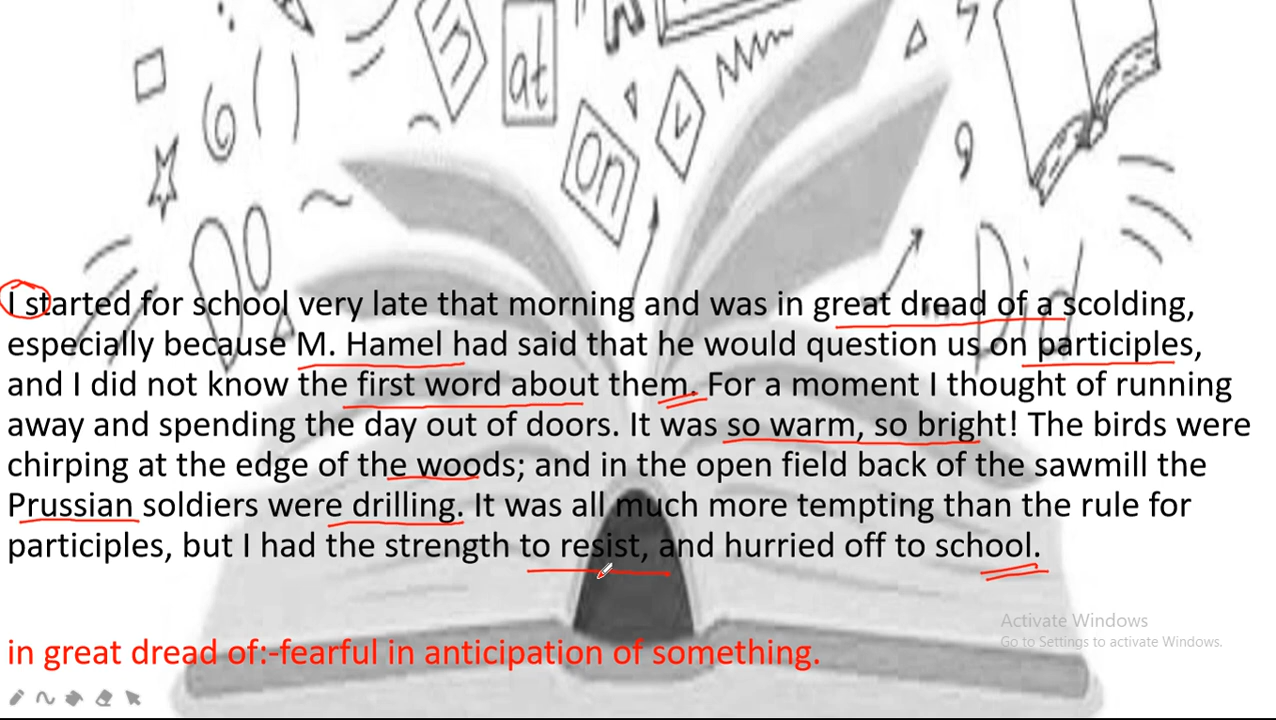 in
at
on
Do
Did
I started for school very late that morning and was in great dread of a scolding,
especially because M. Hamel had said that he would question us on participles,
and I did not know the first word about them. For a moment I thought of running
away and spending the day out of doors. It was so warm, so bright! The birds were
chirping at the edge of the woods; and in the open field back of the sawmill the
Prussian soldiers were drilling. It was all much more tempting than the rule for
participles, but I had the strength to resist, and hurried off to school.
in great dread of:-fearful in anticipation of something.
Activate Windows
Go to Settings to activate Windows.